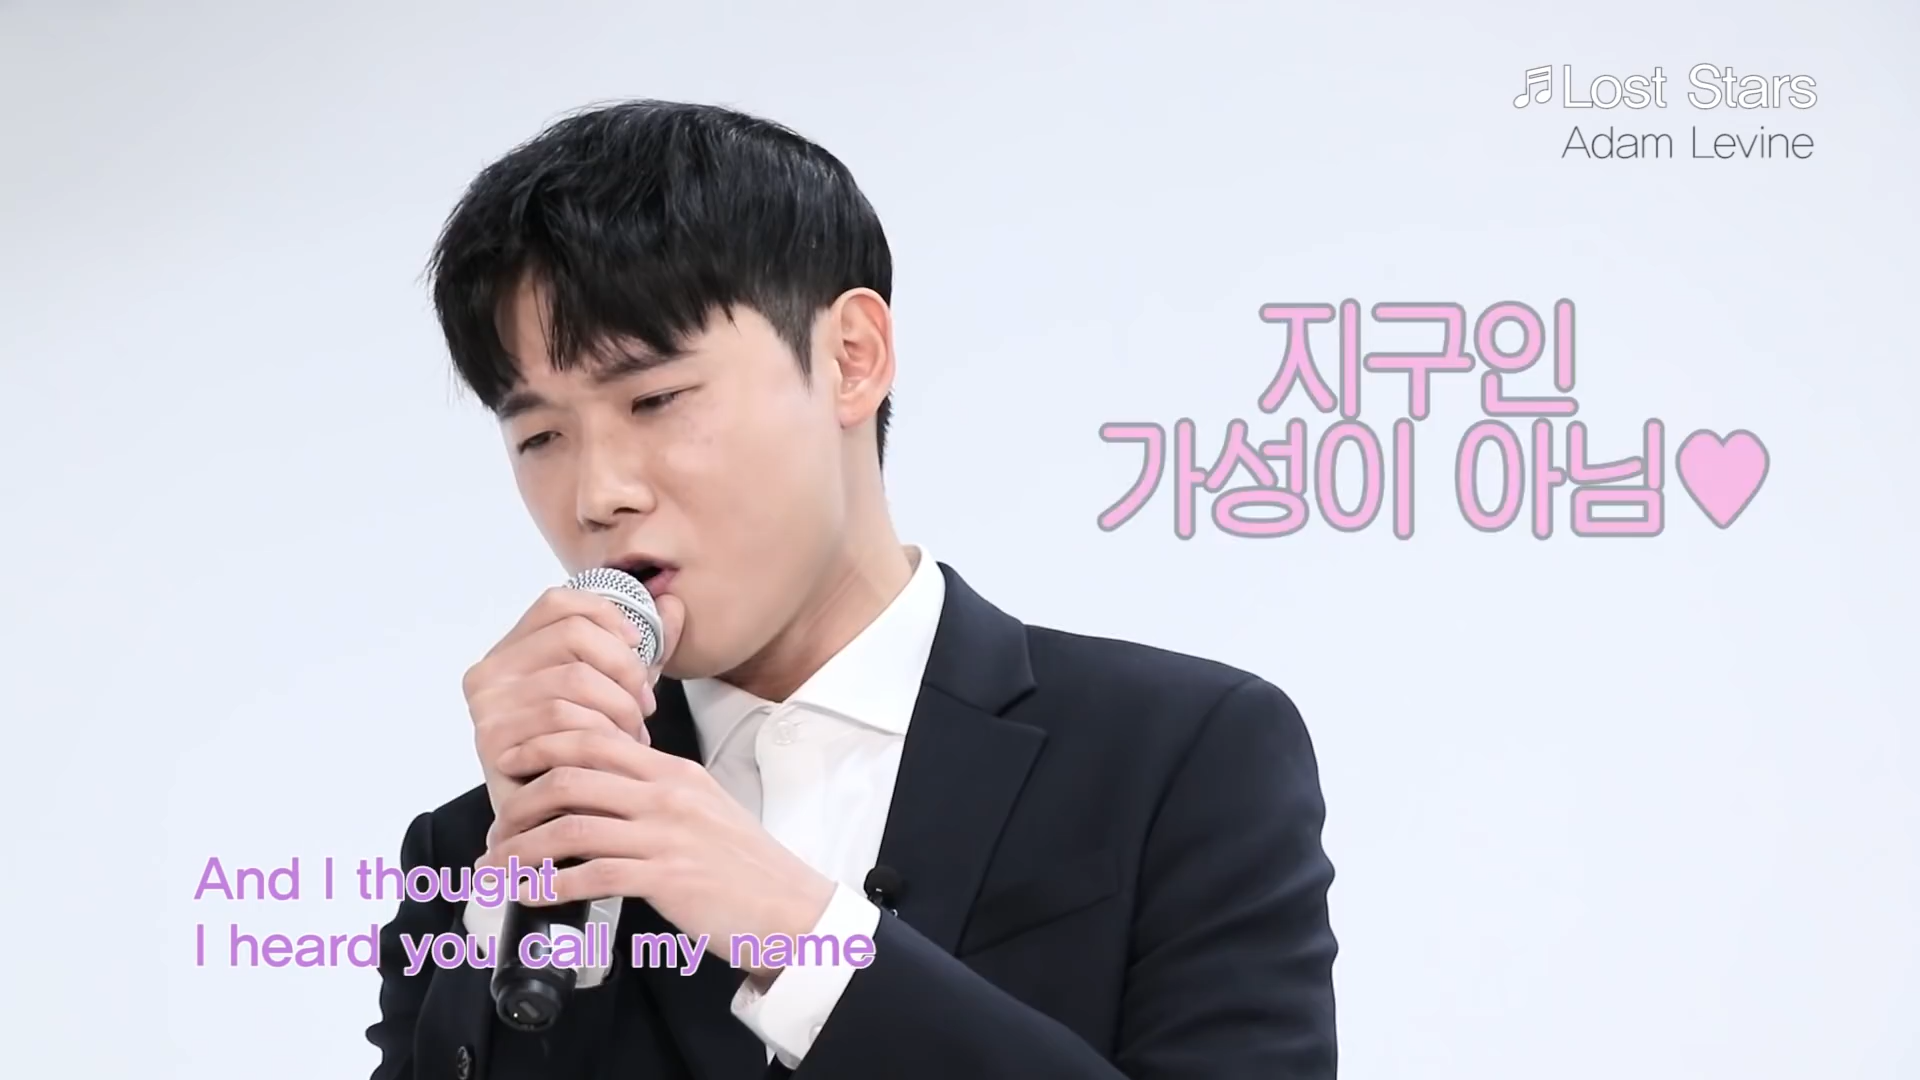 ♫Lost Stars
Adam Levine
지구인
가성이 아님♥
And I thought
I heard you call my name